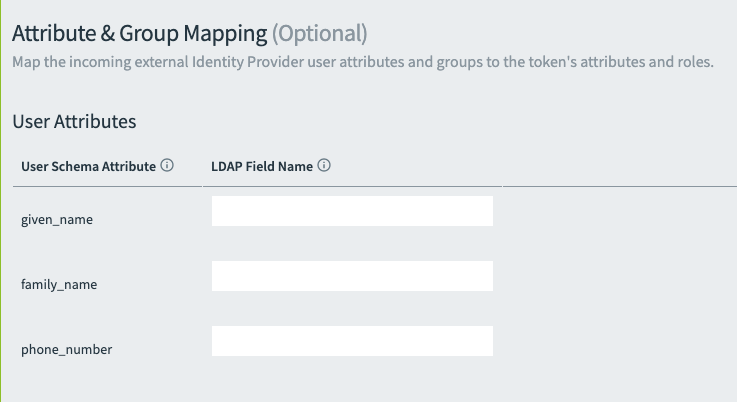 Attribute & Group Mapping (Optional)
Map the incoming external Identity Provider user attributes and groups to the token's attributes and roles.
User Attributes
User Schema Attribute LDAP Field Name
given_name
family_name
phone_number